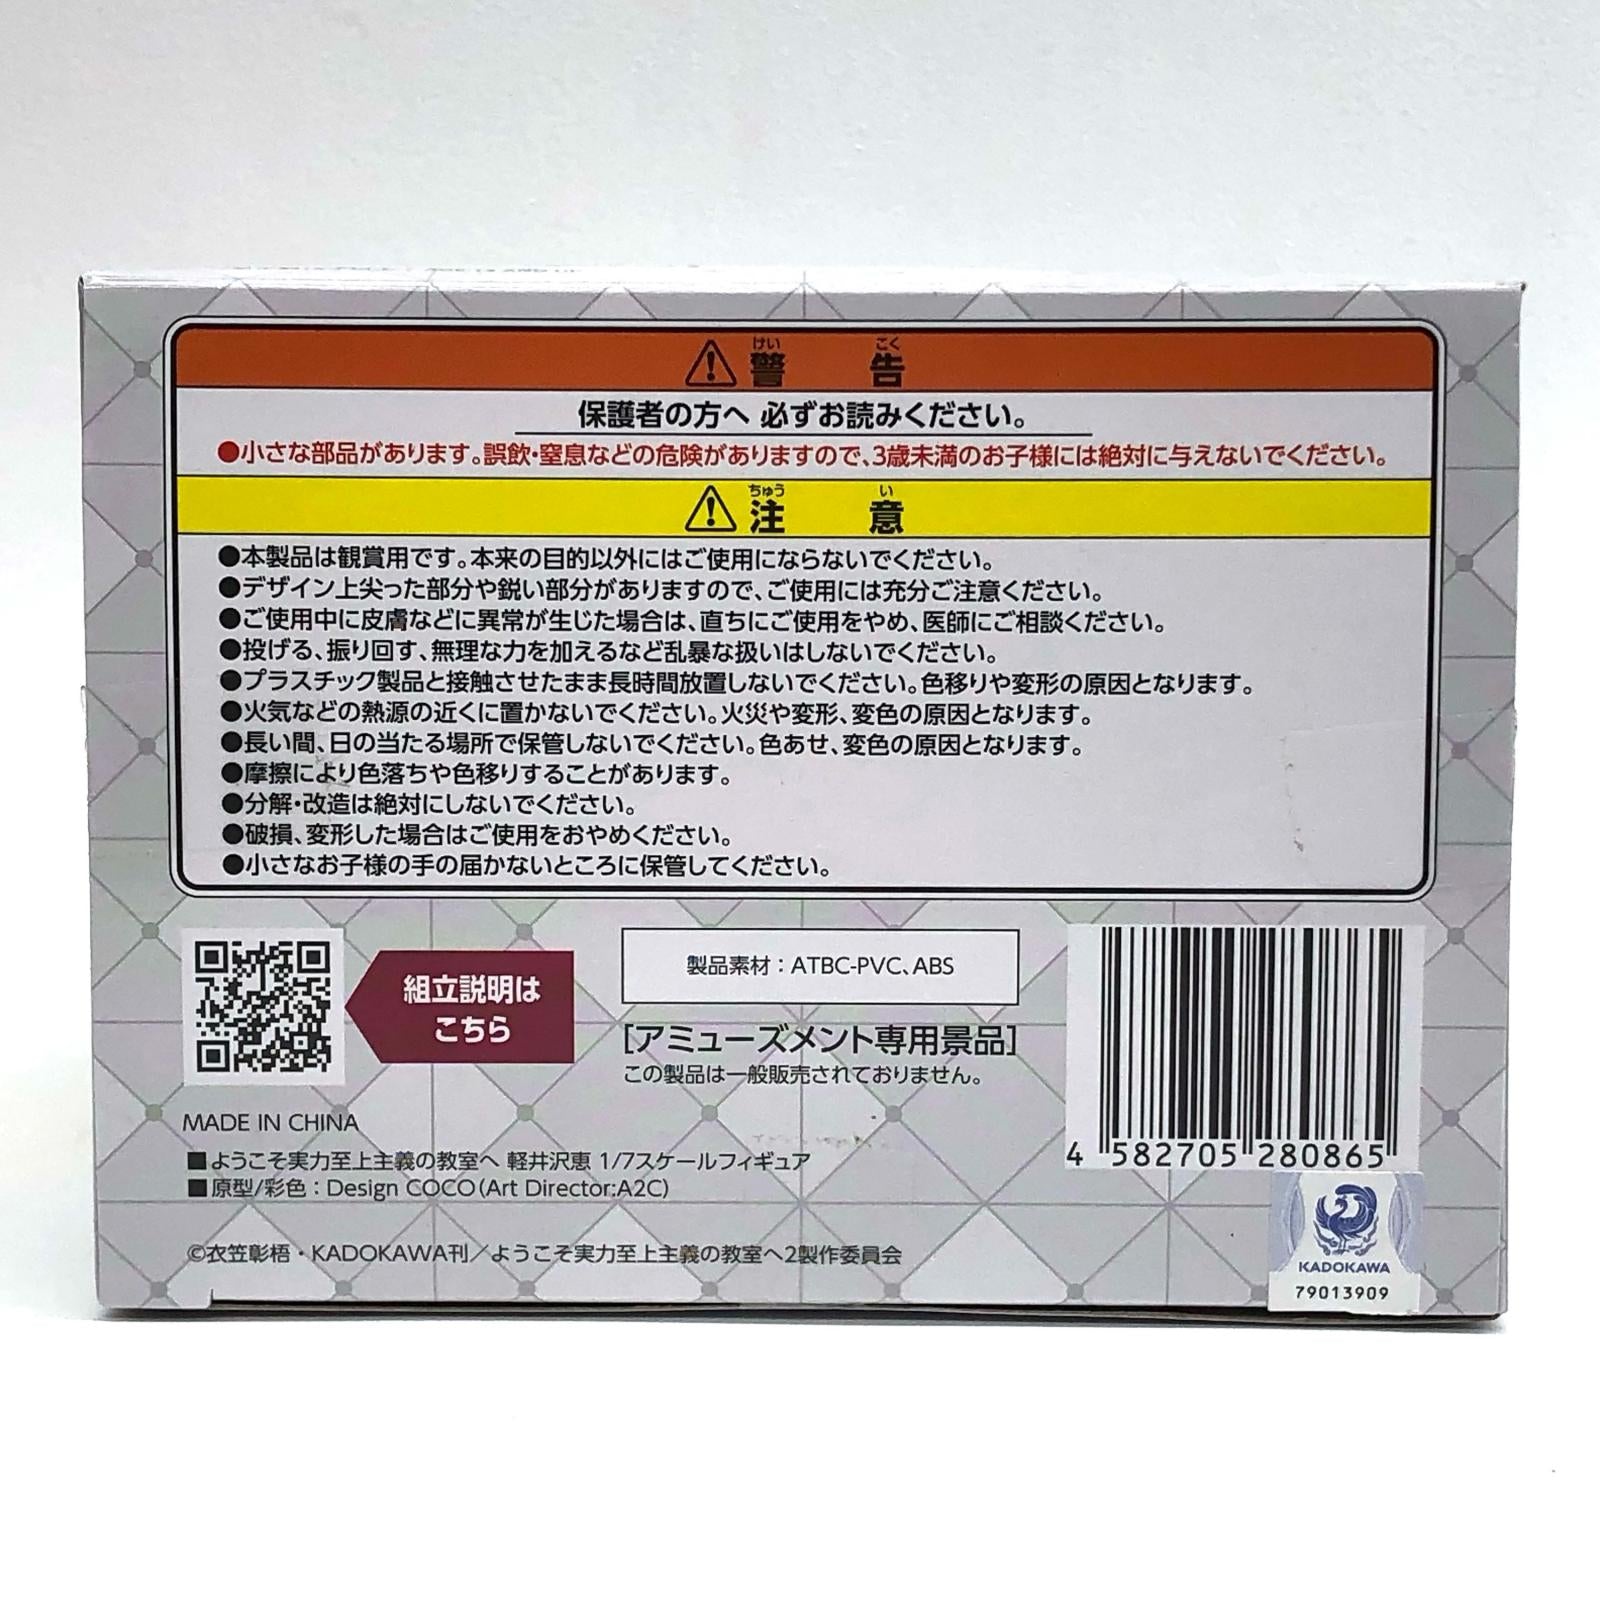 けい こく
警 告
保護者の方へ 必ずお読みください。
●小さな部品があります。誤飲・窒息などの危険がありますので、3歳未満のお子様には絶対に与えないでください。
ちゅう い
注 意
●本製品は観賞用です。本来の目的以外にはご使用にならないでください。
●デザイン上尖った部分や鋭い部分がありますので、ご使用には充分ご注意ください。
●ご使用中に皮膚などに異常が生じた場合は、直ちにご使用をやめ、医師にご相談ください。
●投げる、振り回す、無理な力を加えるなど乱暴な扱いはしないでください。
●プラスチック製品と接触させたまま長時間放置しないでください。色移りや変形の原因となります。
●火気などの熱源の近くに置かないでください。火災や変形、変色の原因となります。
●長い間、日の当たる場所で保管しないでください。色あせ、変色の原因となります。
●摩擦により色落ちや色移りすることがあります。
●分解・改造は絶対にしないでください。
●破損、変形した場合はご使用をおやめください。
●小さなお子様の手の届かないところに保管してください。
組立説明は
こちら
製品素材：ATBC-PVC、ABS
[アミューズメント専用景品]
この製品は一般販売されておりません。
MADE IN CHINA
■ようこそ実力至上主義の教室へ 軽井沢恵 1/7スケールフィギュア
■原型/彩色：Design COCO(Art Director:A2C)
©衣笠彰梧・KADOKAWA刊／ようこそ実力至上主義の教室へ2製作委員会
4 582705 280865
KADOKAWA
79013909